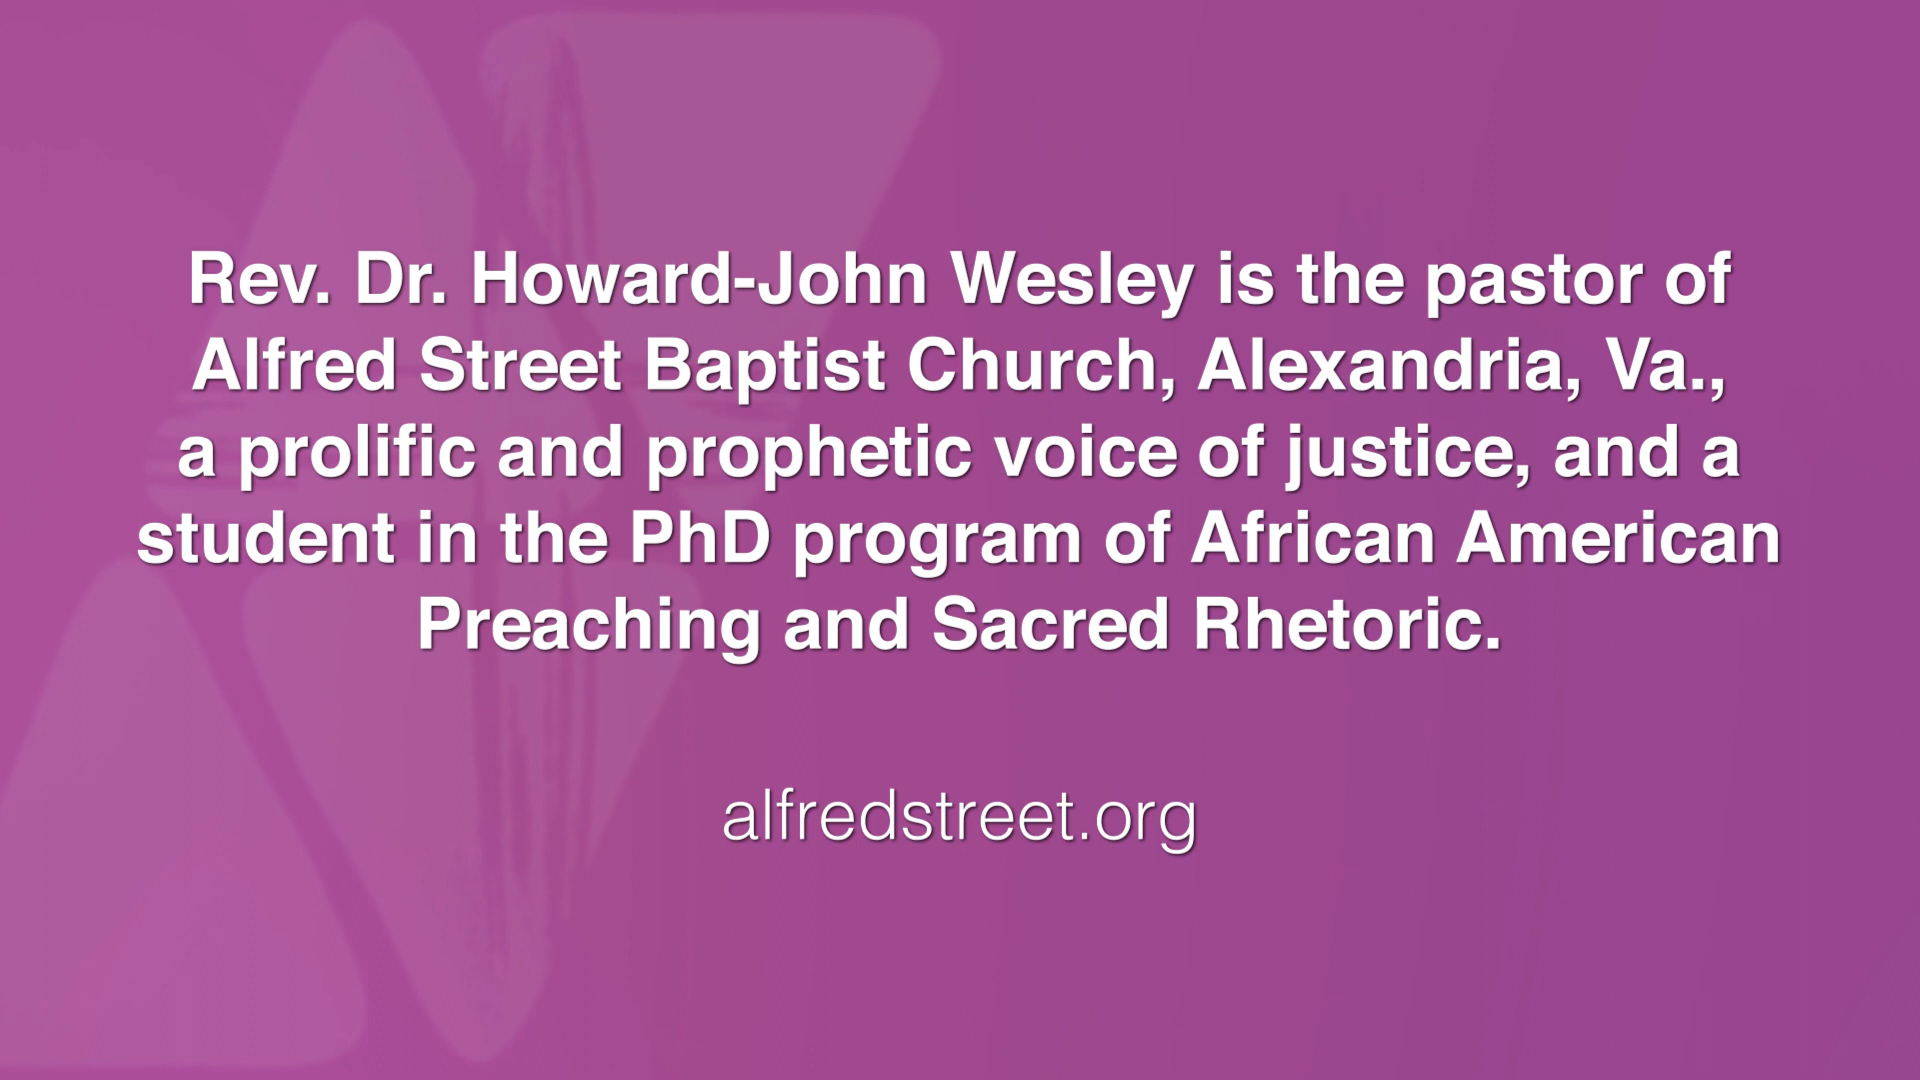 Rev. Dr. Howard-John Wesley is the pastor of
Alfred Street Baptist Church, Alexandria, Va.,
a prolific and prophetic voice of justice, and a
student in the PhD program of African American
Preaching and Sacred Rhetoric.
alfredstreet.org